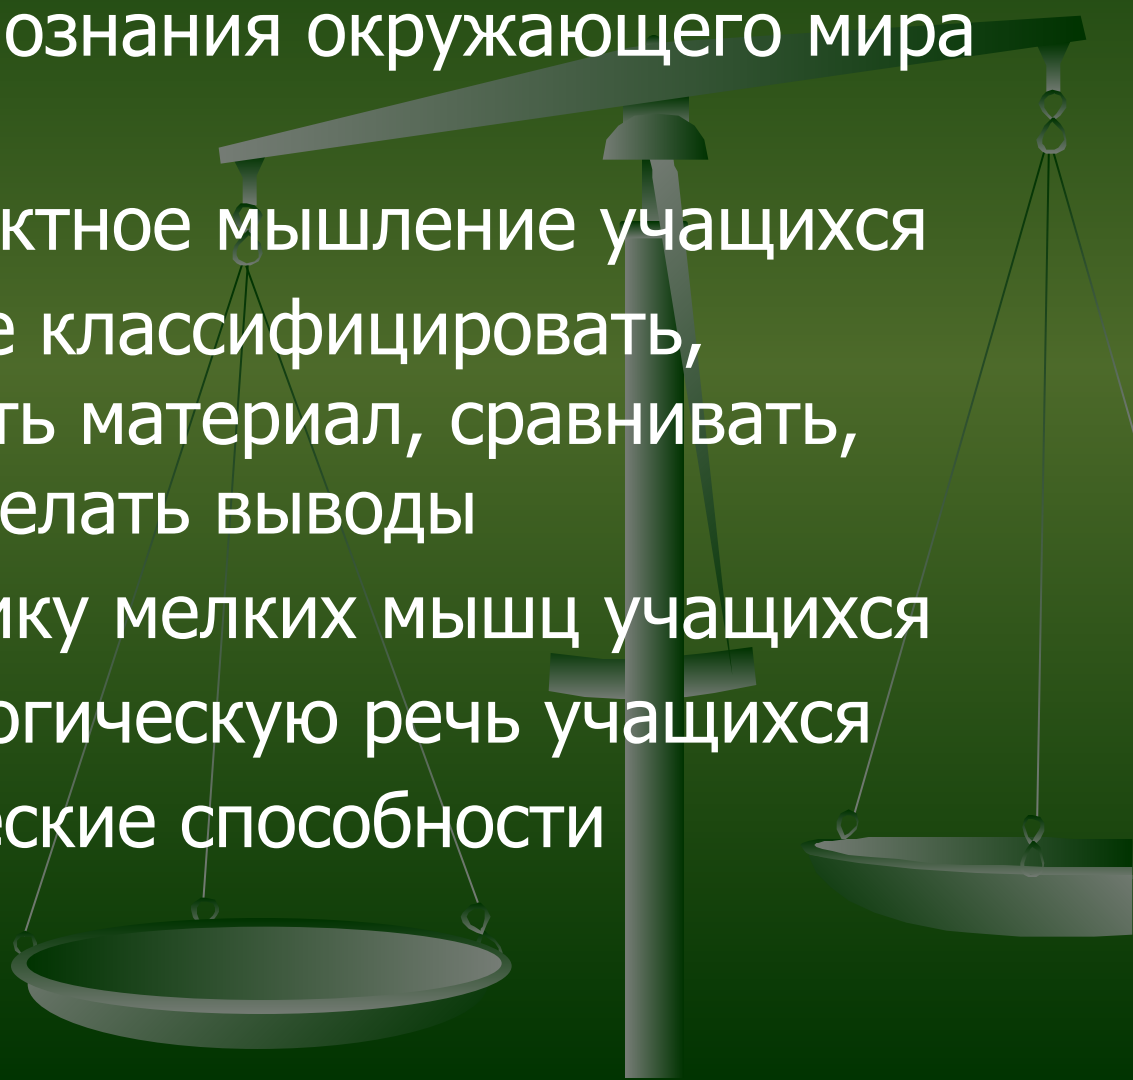 ознания окружающего мира
ктное мышление учащихся
е классифицировать,
ть материал, сравнивать,
елать выводы
ику мелких мышц учащихся
огическую речь учащихся
еские способности